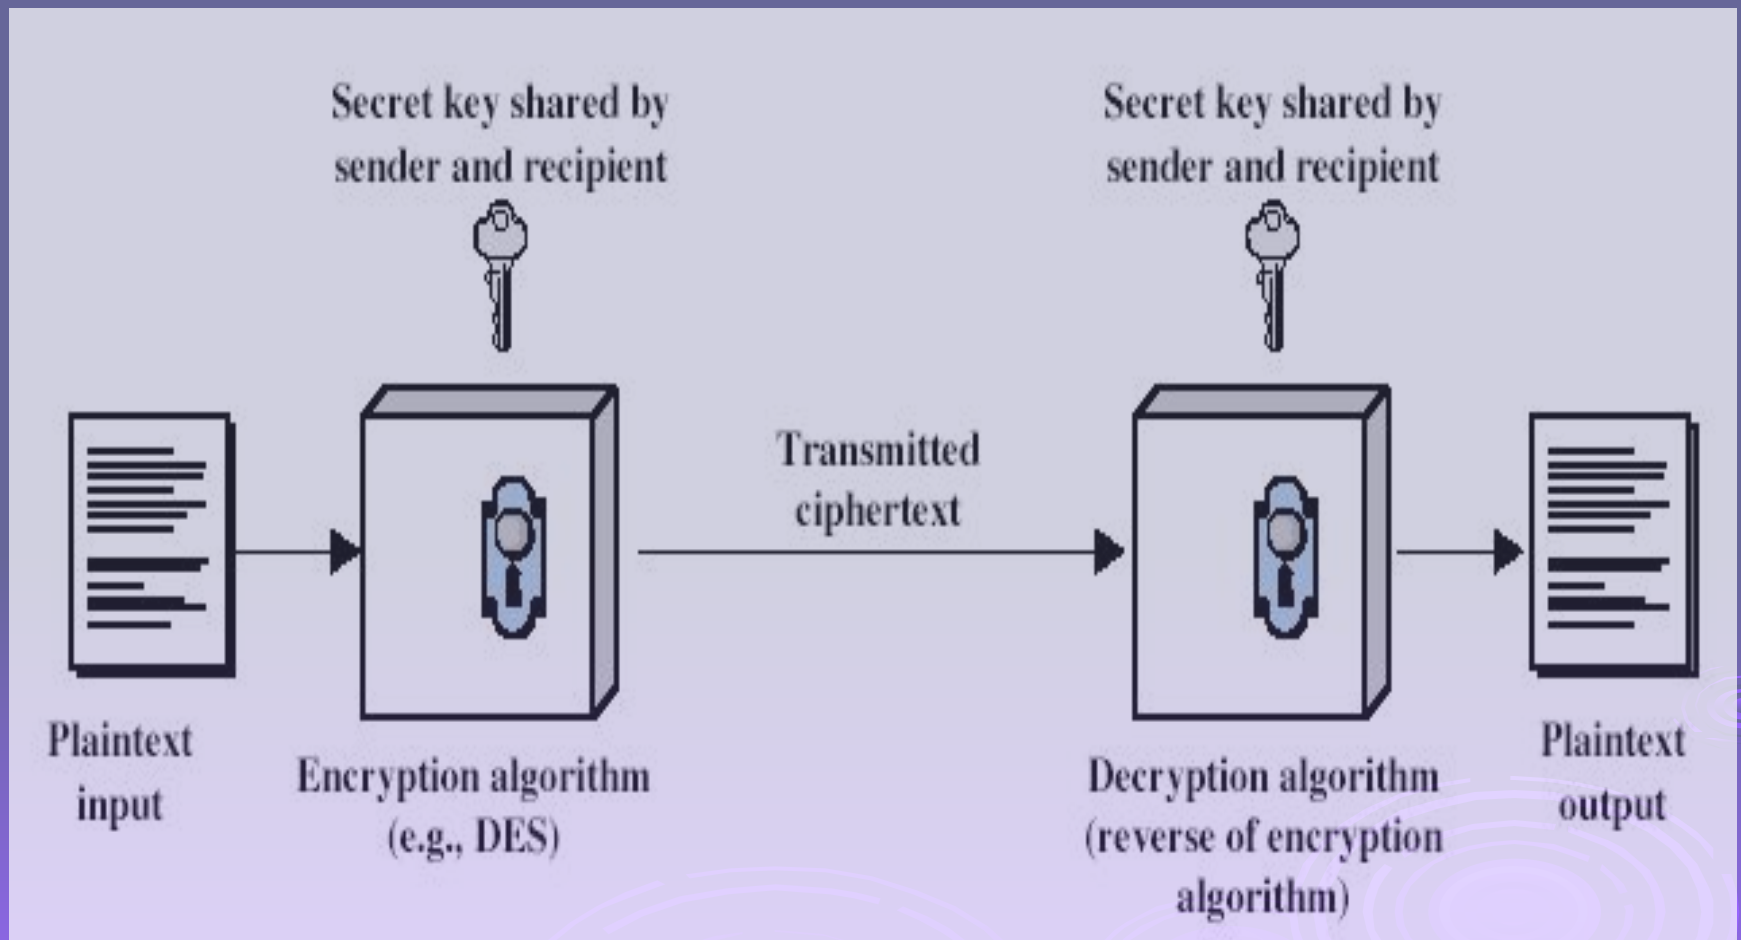 Secret key shared by
sender and recipient
Secret key shared by
sender and recipient
Transmitted
ciphertext
Plaintext
input
Encryption algorithm
(e.g., DES)
Decryption algorithm
(reverse of encryption
algorithm)
Plaintext
output